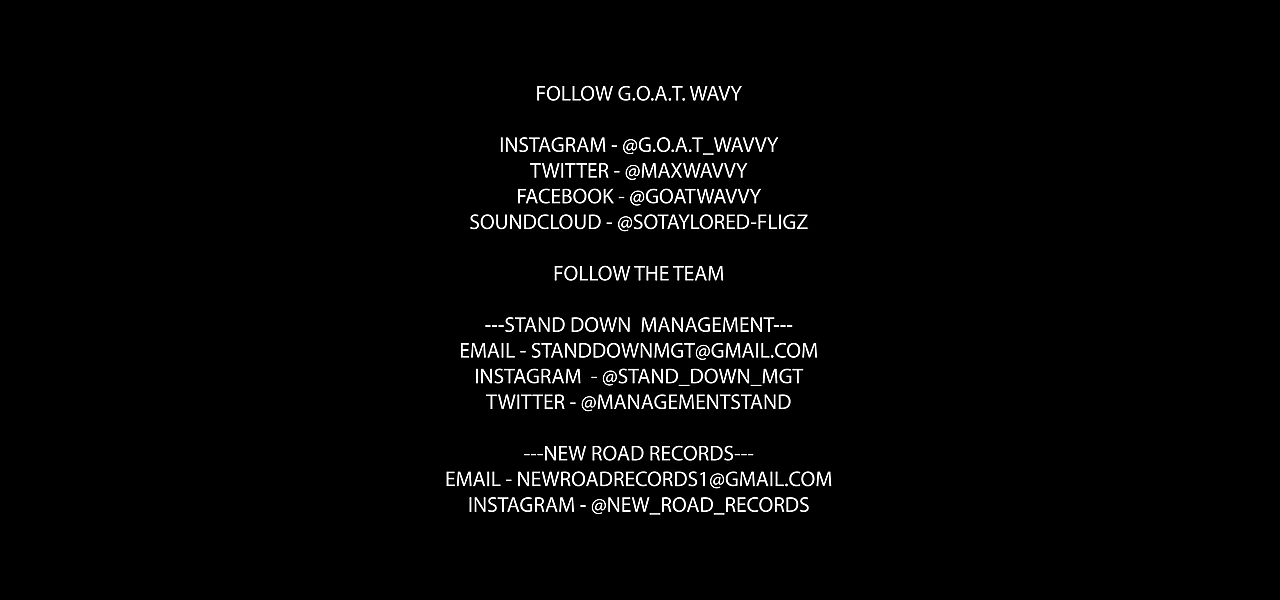 FOLLOW G.O.A.T. WAVY
INSTAGRAM - @G.O.A.T_WAVVY
TWITTER - @MAXWAVVY
FACEBOOK - @GOATWAVVY
SOUNDCLOUD - @SOTAYLORED-FLIGZ
FOLLOW THE TEAM
---STAND DOWN  MANAGEMENT---
EMAIL - STANDDOWNMGT@GMAIL.COM
INSTAGRAM  - @STAND_DOWN_MGT
TWITTER - @MANAGEMENTSTAND
---NEW ROAD RECORDS---
EMAIL - NEWROADRECORDS1@GMAIL.COM
INSTAGRAM - @NEW_ROAD_RECORDS